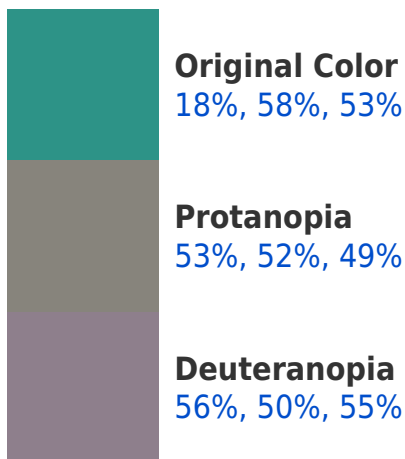 Original Color
18%, 58%, 53%
Protanopia
53%, 52%, 49%
Deuteranopia
56%, 50%, 55%